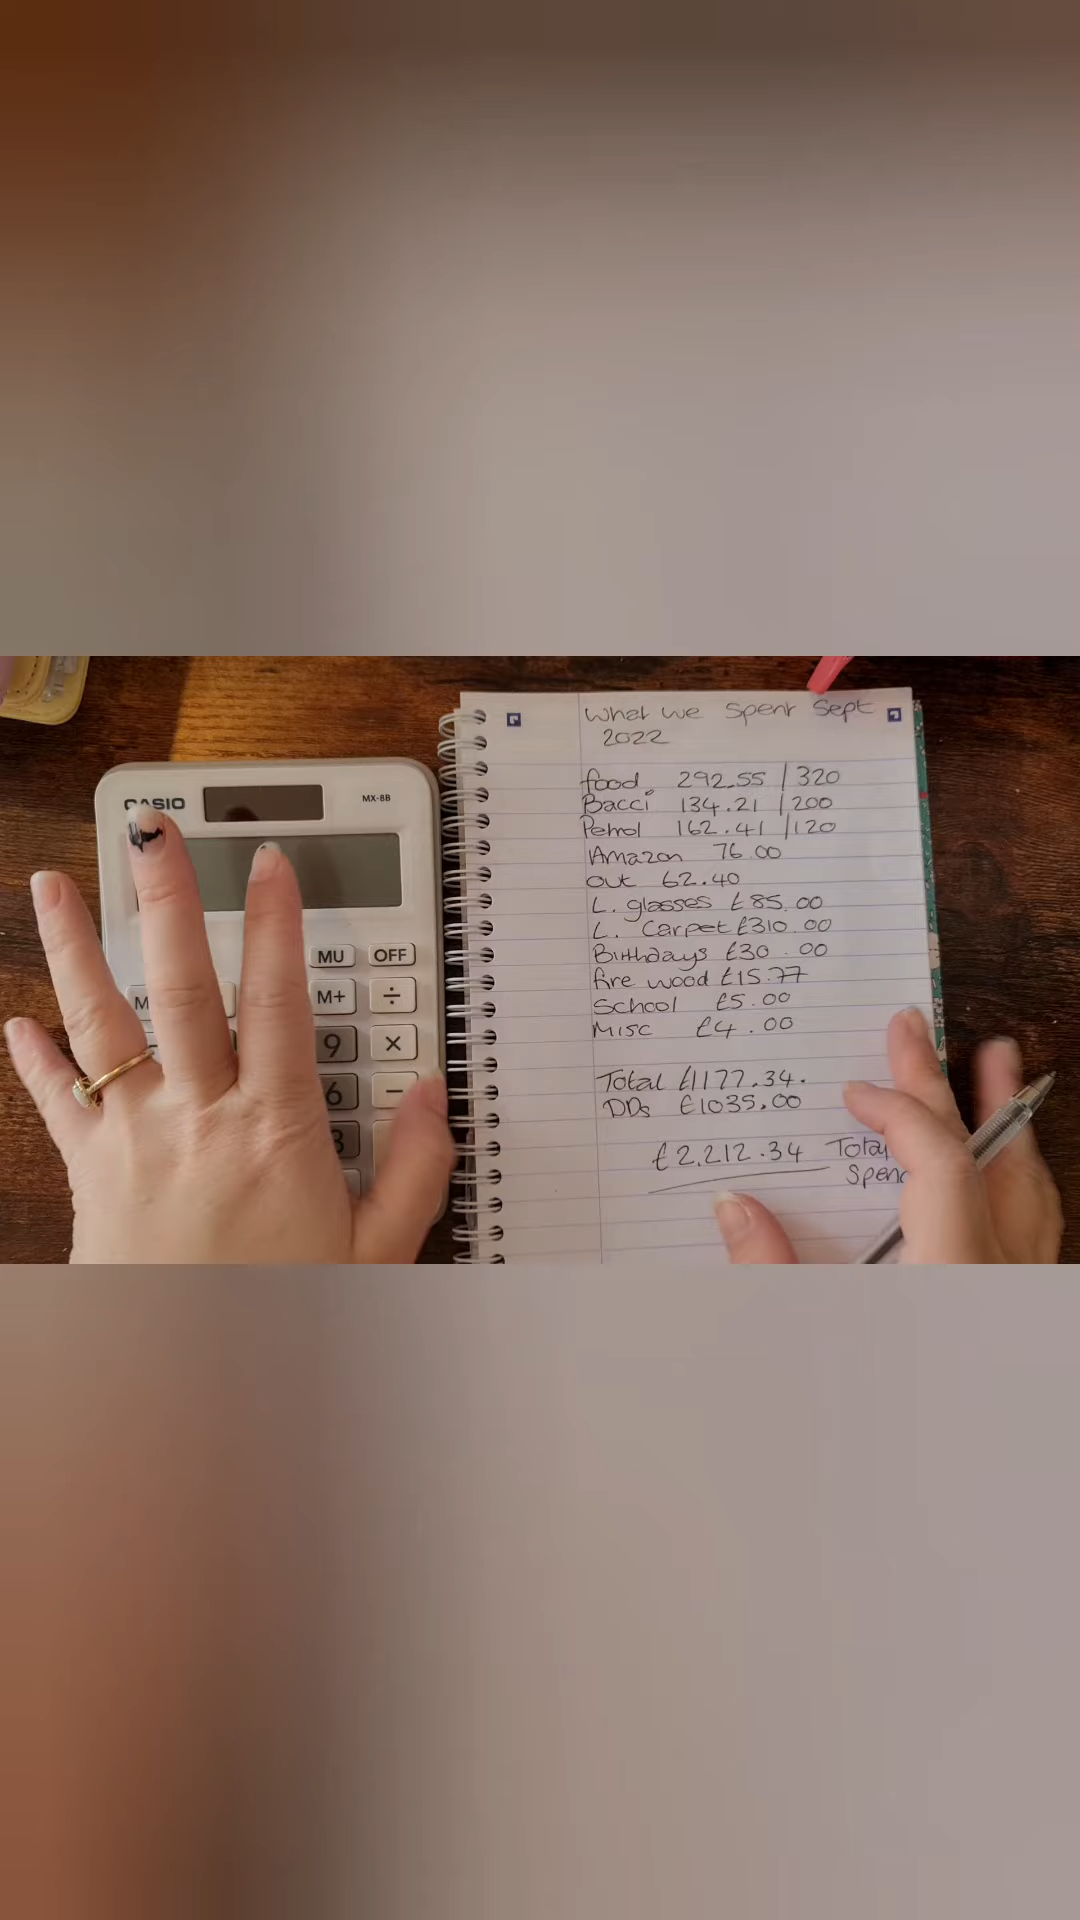 CASIO
MX-8B
MU OFF
M+ ÷
9 ×
6 −
What we spent Sept
2022
food. 292.55 / 320
Bacci 134.21 / 200
Petrol 162.41 / 120
Amazon 76.00
out 62.40
L. glasses £85.00
L. Carpet £310.00
Birthdays £30.00
fire wood £15.77
School £5.00
Misc £4.00
Total £1177.34.
DDs £1035.00
£2,212.34 Total